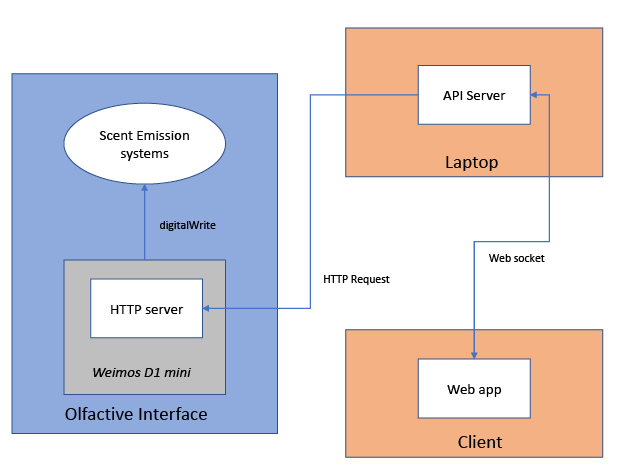 API Server
Laptop
Scent Emission
systems
digitalWrite
Web socket
HTTP Request
HTTP server
Weimos D1 mini
Olfactive Interface
Web app
Client